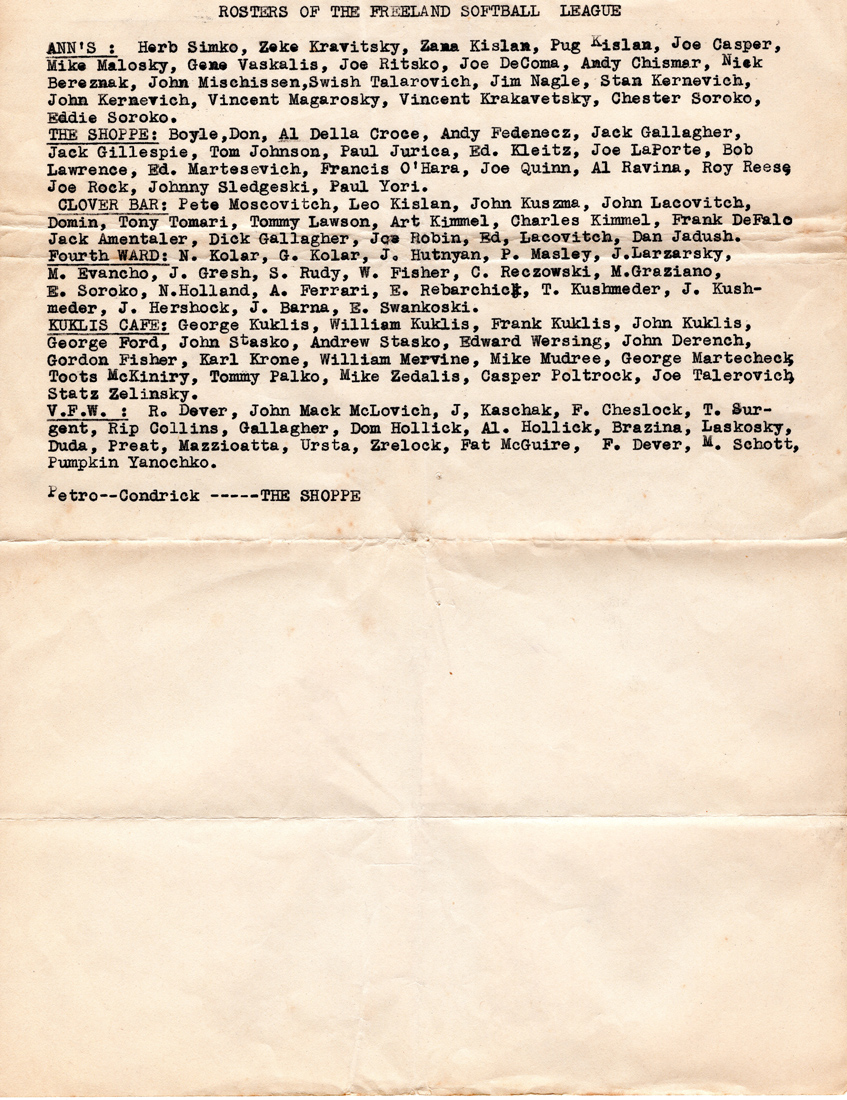 ROSTERS OF THE FREELAND SOFTBALL LEAGUE
ANN'S : Herb Simko, Zeke Kravitsky, Zama Kislan, Pug Kislan, Joe Casper,
Mike Malosky, Gene Vaskalis, Joe Ritsko, Joe DeComa, Andy Chismar, Nick
Bereznak, John Mischissen,Swish Talarovich, Jim Nagle, Stan Kernevich,
John Kernevich, Vincent Magarosky, Vincent Krakavetsky, Chester Soroko,
Eddie Soroko.
THE SHOPPE: Boyle,Don, Al Della Croce, Andy Fedenecz, Jack Gallagher,
Jack Gillespie, Tom Johnson, Paul Jurica, Ed. Kleitz, Joe LaPorte, Bob
Lawrence, Ed. Martesevich, Francis O'Hara, Joe Quinn, Al Ravina, Roy Reese,
Joe Rock, Johnny Sledgeski, Paul Yori.
CLOVER BAR: Pete Moscovitch, Leo Kislan, John Kuszma, John Lacovitch,
Domin, Tony Tomari, Tommy Lawson, Art Kimmel, Charles Kimmel, Frank DeFalo
Jack Amentaler, Dick Gallagher, Joe Robin, Ed, Lacovitch, Dan Jadush.
Fourth WARD: N. Kolar, G. Kolar, J. Hutnyan, P. Masley, J.Larzarsky,
M. Evancho, J. Gresh, S. Rudy, W. Fisher, C. Reczowski, M.Graziano,
E. Soroko, N.Holland, A. Ferrari, E. Rebarchick, T. Kushmeder, J. Kush-
meder, J. Hershock, J. Barna, E. Swankoski.
KUKLIS CAFE: George Kuklis, William Kuklis, Frank Kuklis, John Kuklis,
George Ford, John Stasko, Andrew Stasko, Edward Wersing, John Derench,
Gordon Fisher, Karl Krone, William Mervine, Mike Mudree, George Martecheck,
Toots McKiniry, Tommy Palko, Mike Zedalis, Casper Poltrock, Joe Talerovich,
Statz Zelinsky.
V.F.W. : R. Dever, John Mack McLovich, J, Kaschak, F. Cheslock, T. Sur-
gent, Rip Collins, Gallagher, Dom Hollick, Al. Hollick, Brazina, Laskosky,
Duda, Preat, Mazzioatta, Ursta, Zrelock, Fat McGuire, F. Dever, M. Schott,
Pumpkin Yanochko.
Petro--Condrick -----THE SHOPPE